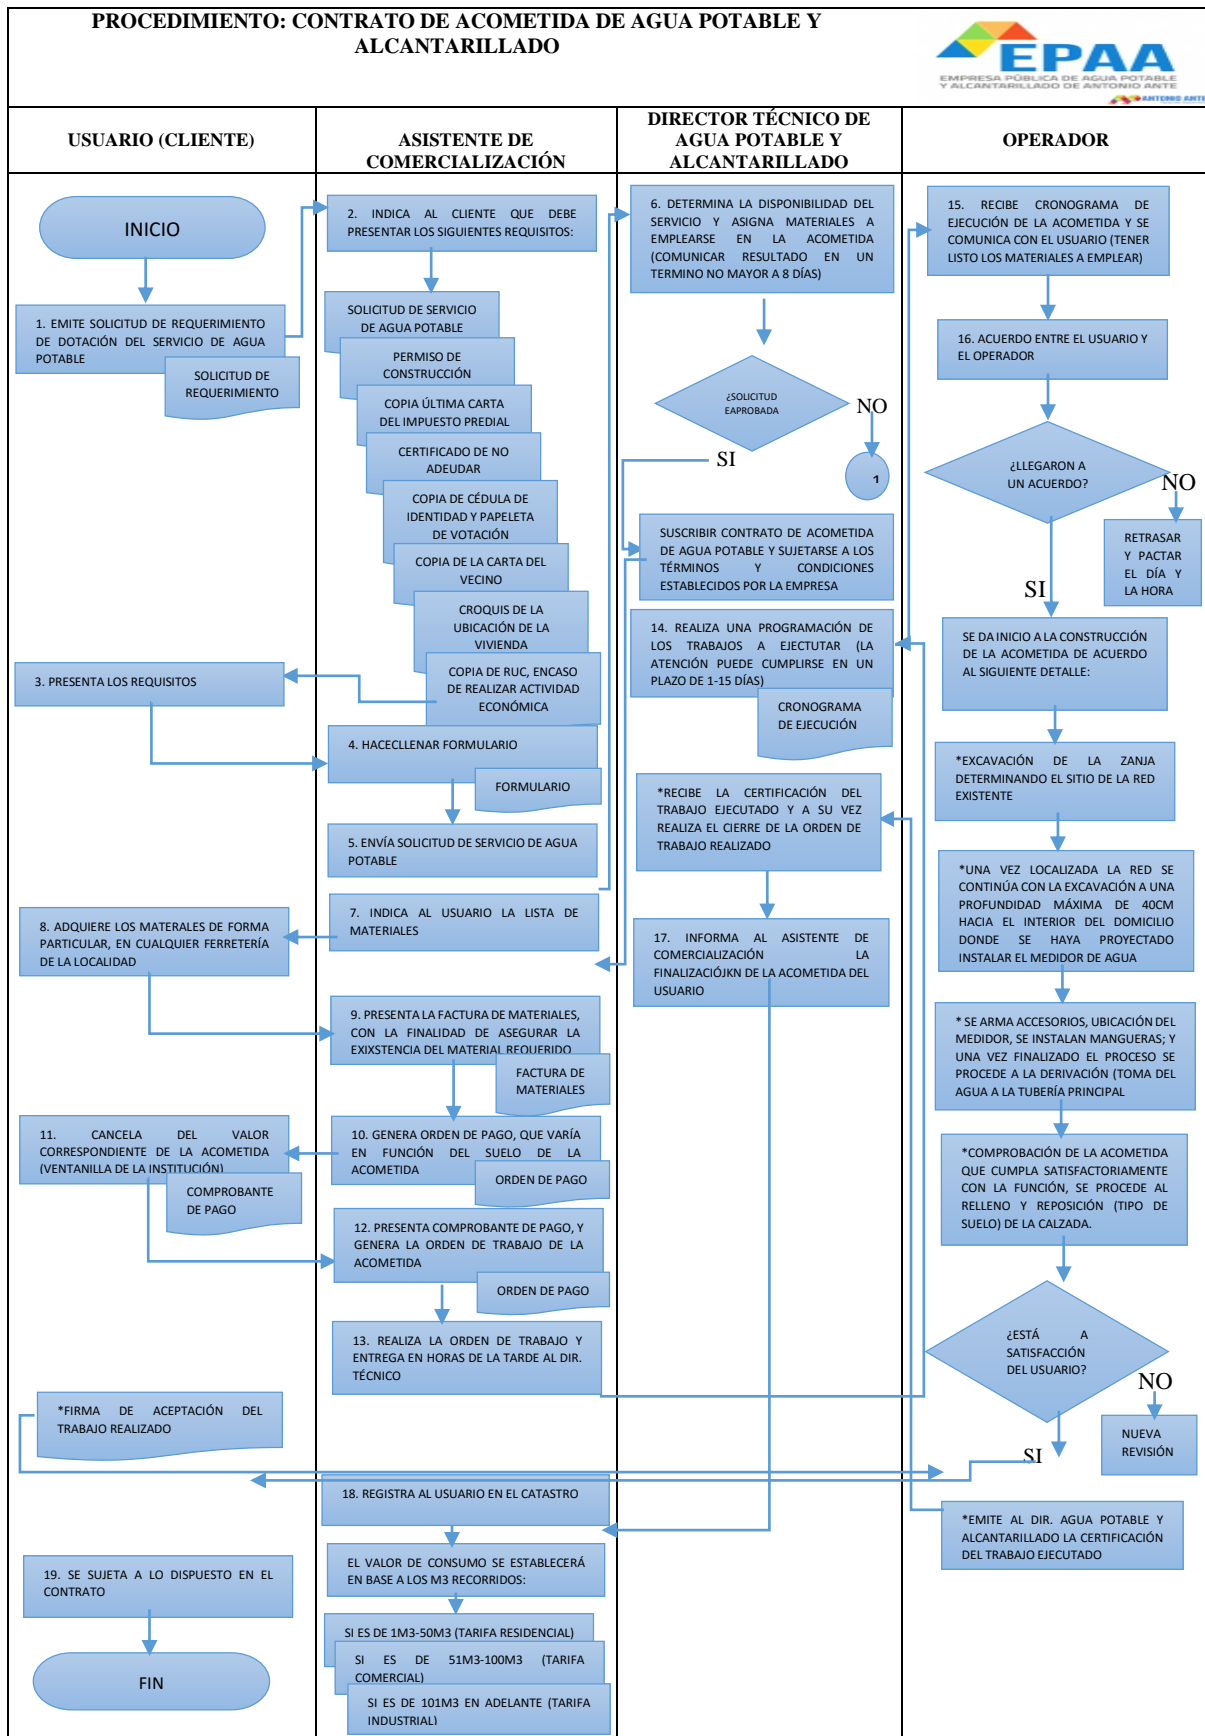 PROCEDIMIENTO: CONTRATO DE ACOMETIDA DE AGUA POTABLE Y
ALCANTARILLADO
EPAA
EMPRESA PÚBLICA DE AGUA POTABLE
Y ALCANTARILLADO DE ANTONIO ANTE
ANTONIO ANTE
USUARIO (CLIENTE)
ASISTENTE DE
COMERCIALIZACIÓN
DIRECTOR TÉCNICO DE
AGUA POTABLE Y
ALCANTARILLADO
OPERADOR
INICIO
1. EMITE SOLICITUD DE REQUERIMIENTO
DE DOTACIÓN DEL SERVICIO DE AGUA
POTABLE
SOLICITUD DE
REQUERIMIENTO
3. PRESENTA LOS REQUISITOS
8. ADQUIERE LOS MATERALES DE FORMA
PARTICULAR, EN CUALQUIER FERRETERÍA
DE LA LOCALIDAD
11. CANCELA DEL VALOR
CORRESPONDIENTE DE LA ACOMETIDA
(VENTANILLA DE LA INSTITUCIÓN)
COMPROBANTE
DE PAGO
*FIRMA DE ACEPTACIÓN DEL
TRABAJO REALIZADO
19. SE SUJETA A LO DISPUESTO EN EL
CONTRATO
FIN
2. INDICA AL CLIENTE QUE DEBE
PRESENTAR LOS SIGUIENTES REQUISITOS:
SOLICITUD DE SERVICIO
DE AGUA POTABLE
PERMISO DE
CONSTRUCCIÓN
COPIA ÚLTIMA CARTA
DEL IMPUESTO PREDIAL
CERTIFICADO DE NO
ADEUDAR
COPIA DE CÉDULA DE
IDENTIDAD Y PAPELETA
DE VOTACIÓN
COPIA DE LA CARTA DEL
VECINO
CROQUIS DE LA
UBICACIÓN DE LA
VIVIENDA
COPIA DE RUC, ENCASO
DE REALIZAR ACTIVIDAD
ECONÓMICA
4. HACECLLENAR FORMULARIO
FORMULARIO
5. ENVÍA SOLICITUD DE SERVICIO DE AGUA
POTABLE
7. INDICA AL USUARIO LA LISTA DE
MATERIALES
9. PRESENTA LA FACTURA DE MATERIALES,
CON LA FINALIDAD DE ASEGURAR LA
EXIXSTENCIA DEL MATERIAL REQUERIDO
FACTURA DE
MATERIALES
10. GENERA ORDEN DE PAGO, QUE VARÍA
EN FUNCIÓN DEL SUELO DE LA
ACOMETIDA
ORDEN DE PAGO
12. PRESENTA COMPROBANTE DE PAGO, Y
GENERA LA ORDEN DE TRABAJO DE LA
ACOMETIDA
ORDEN DE PAGO
13. REALIZA LA ORDEN DE TRABAJO Y
ENTREGA EN HORAS DE LA TARDE AL DIR.
TÉCNICO
18. REGISTRA AL USUARIO EN EL CATASTRO
EL VALOR DE CONSUMO SE ESTABLECERÁ
EN BASE A LOS M3 RECORRIDOS:
SI ES DE 1M3-50M3 (TARIFA RESIDENCIAL)
SI ES DE 51M3-100M3 (TARIFA
COMERCIAL)
SI ES DE 101M3 EN ADELANTE (TARIFA
INDUSTRIAL)
6. DETERMINA LA DISPONIBILIDAD DEL
SERVICIO Y ASIGNA MATERIALES A
EMPLEARSE EN LA ACOMETIDA
(COMUNICAR RESULTADO EN UN
TERMINO NO MAYOR A 8 DÍAS)
¿SOLICITUD
EAPROBADA
NO
SI
1
SUSCRIBIR CONTRATO DE ACOMETIDA
DE AGUA POTABLE Y SUJETARSE A LOS
TÉRMINOS Y CONDICIONES
ESTABLECIDOS POR LA EMPRESA
14. REALIZA UNA PROGRAMACIÓN DE
LOS TRABAJOS A EJECTUTAR (LA
ATENCIÓN PUEDE CUMPLIRSE EN UN
PLAZO DE 1-15 DÍAS)
CRONOGRAMA
DE EJECUCIÓN
*RECIBE LA CERTIFICACIÓN DEL
TRABAJO EJECUTADO Y A SU VEZ
REALIZA EL CIERRE DE LA ORDEN DE
TRABAJO REALIZADO
17. INFORMA AL ASISTENTE DE
COMERCIALIZACIÓN LA
FINALIZACIÓJKN DE LA ACOMETIDA DEL
USUARIO
15. RECIBE CRONOGRAMA DE
EJECUCIÓN DE LA ACOMETIDA Y SE
COMUNICA CON EL USUARIO (TENER
LISTO LOS MATERIALES A EMPLEAR)
16. ACUERDO ENTRE EL USUARIO Y
EL OPERADOR
¿LLEGARON A
UN ACUERDO?
NO
RETRASAR
Y PACTAR
EL DÍA Y
LA HORA
SI
SE DA INICIO A LA CONSTRUCCIÓN
DE LA ACOMETIDA DE ACUERDO
AL SIGUIENTE DETALLE:
*EXCAVACIÓN DE LA ZANJA
DETERMINANDO EL SITIO DE LA RED
EXISTENTE
*UNA VEZ LOCALIZADA LA RED SE
CONTINÚA CON LA EXCAVACIÓN A UNA
PROFUNDIDAD MÁXIMA DE 40CM
HACIA EL INTERIOR DEL DOMICILIO
DONDE SE HAYA PROYECTADO
INSTALAR EL MEDIDOR DE AGUA
* SE ARMA ACCESORIOS, UBICACIÓN DEL
MEDIDOR, SE INSTALAN MANGUERAS; Y
UNA VEZ FINALIZADO EL PROCESO SE
PROCEDE A LA DERIVACIÓN (TOMA DEL
AGUA A LA TUBERÍA PRINCIPAL
*COMPROBACIÓN DE LA ACOMETIDA
QUE CUMPLA SATISFACTORIAMENTE
CON LA FUNCIÓN, SE PROCEDE AL
RELLENO Y REPOSICIÓN (TIPO DE
SUELO) DE LA CALZADA.
¿ESTÁ A
SATISFACCIÓN
DEL USUARIO?
NO
NUEVA
REVISIÓN
SI
*EMITE AL DIR. AGUA POTABLE Y
ALCANTARILLADO LA CERTIFICACIÓN
DEL TRABAJO EJECUTADO